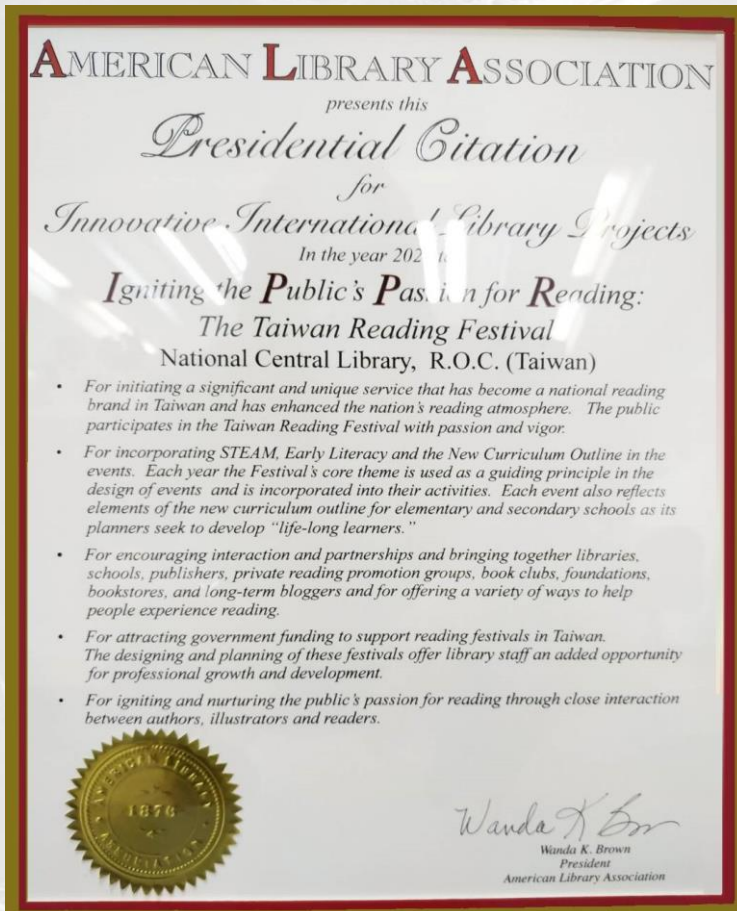 AMERICAN LIBRARY ASSOCIATION
presents this
Presidential Citation
for
Innovative International Library Projects
In the year 202
Igniting the Public's Passion for Reading:
The Taiwan Reading Festival
National Central Library, R.O.C. (Taiwan)
• For initiating a significant and unique service that has become a national reading
brand in Taiwan and has enhanced the nation's reading atmosphere. The public
participates in the Taiwan Reading Festival with passion and vigor.
• For incorporating STEAM, Early Literacy and the New Curriculum Outline in the
events. Each year the Festival's core theme is used as a guiding principle in the
design of events and is incorporated into their activities. Each event also reflects
elements of the new curriculum outline for elementary and secondary schools as its
planners seek to develop "life-long learners."
• For encouraging interaction and partnerships and bringing together libraries,
schools, publishers, private reading promotion groups, book clubs, foundations,
bookstores, and long-term bloggers and for offering a variety of ways to help
people experience reading.
• For attracting government funding to support reading festivals in Taiwan.
The designing and planning of these festivals offer library staff an added opportunity
for professional growth and development.
• For igniting and nurturing the public's passion for reading through close interaction
between authors, illustrators and readers.
AMERICAN LIBRARY
1876
ASSOCIATION
Wanda K Brown
Wanda K. Brown
President
American Library Association